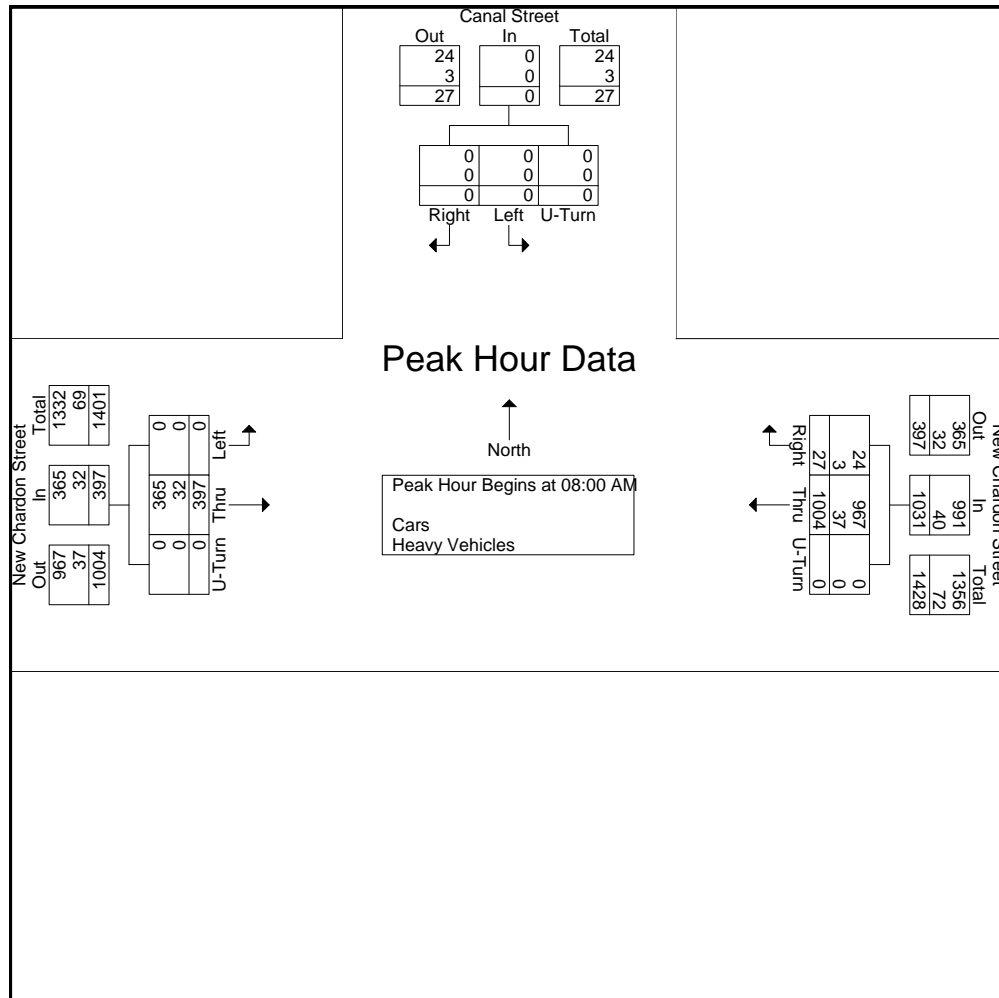 Canal Street
Out In Total
24 0 24
3 0 3
27 0 27
0 0 0
0 0 0
0 0 0
Right Left U-Turn
Peak Hour Data
North
Peak Hour Begins at 08:00 AM
Cars
Heavy Vehicles
New Chardon Street
Out In Total
967 365 1332
37 32 69
1004 397 1401
0 365 0
0 32 0
0 397 0
U-Turn Thru Left
New Chardon Street
Out In Total
365 991 1356
32 40 72
397 1031 1428
24 967 0
3 37 0
27 1004 0
Right Thru U-Turn